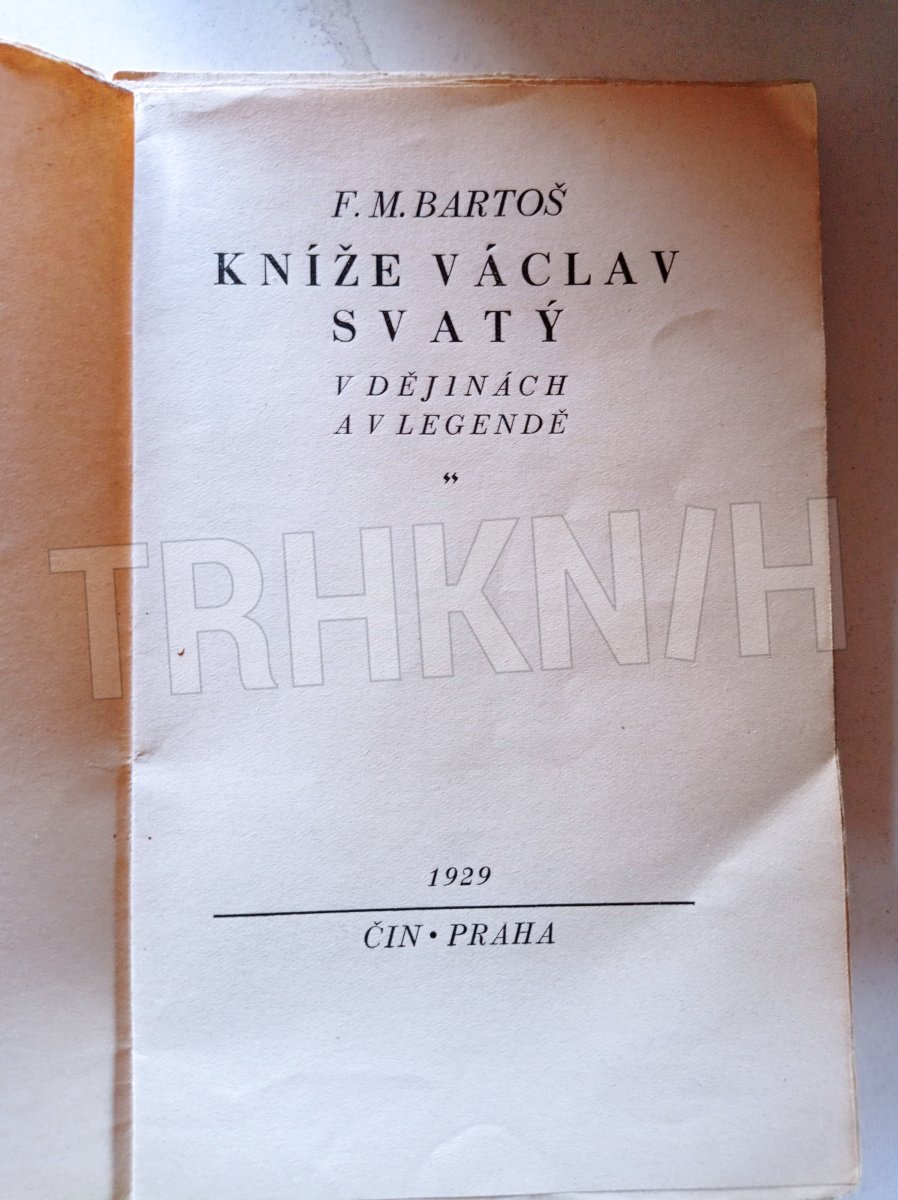 F. M. BARTOŠ
KNÍŽE VÁCLAV
SVATÝ
V DĚJINÁCH
A V LEGENDĚ
TRHKNIH
1929
ČIN • PRAHA